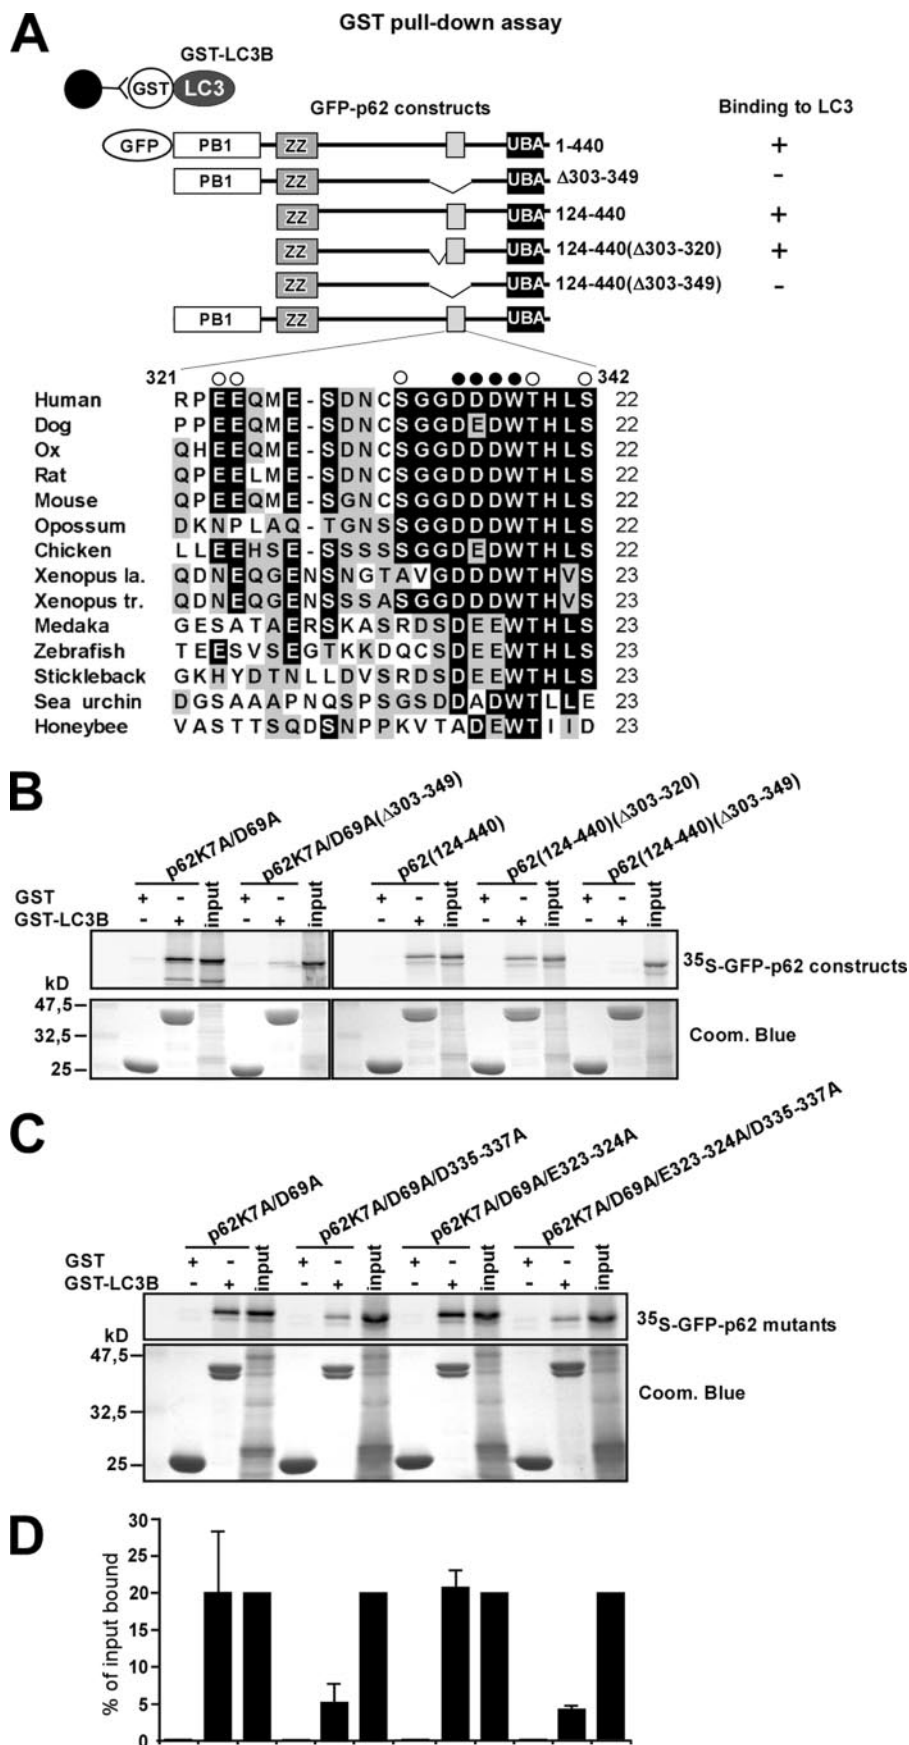 A
GST pull-down assay
GST-LC3B
GST LC3
GFP-p62 constructs
Binding to LC3
GFP PB1 ZZ UBA 1-440 +
PB1 ZZ UBA Δ303-349 -
ZZ UBA 124-440 +
ZZ UBA 124-440(Δ303-320) +
ZZ UBA 124-440(Δ303-349) -
PB1 ZZ UBA
321 342
Human R P E E Q M E - S D N C S G G D D D W T H L S 22
Dog P P E E Q M E - S D N C S G G D E D W T H L S 22
Ox Q H E E Q M E - S D N C S G G D D D W T H L S 22
Rat Q P E E L M E - S D N C S G G D D D W T H L S 22
Mouse Q P E E Q M E - S G N C S G G D D D W T H L S 22
Opossum D K N P L A Q - T G N S S G G D D D W T H L S 22
Chicken L L E E H S E - S S S S S G G D E D W T H L S 22
Xenopus la. Q D N E Q G E N S N G T A V G D D D W T H V S 23
Xenopus tr. Q D N E Q G E N S S S A S G G D D D W T H V S 23
Medaka G E S A T A E R S K A S R D S D E E W T H L S 23
Zebrafish T E E S V S E G T K K D Q C S D E E W T H L S 23
Stickleback G K H Y D T N L L D V S R D S D E E W T H L S 23
Sea urchin D G S A A A P N Q S P S G S D D A D W T L L E 23
Honeybee V A S T T S Q D S N P P K V T A D E W T I I D 23
B
p62K7A/D69A p62K7A/D69A(Δ303-349) p62(124-440) p62(124-440)(Δ303-320) p62(124-440)(Δ303-349)
GST + - input + - input + - input + - input + - input
GST-LC3B - + - + - + - + - +
35S-GFP-p62 constructs
kD
47,5
32,5
25
Coom. Blue
C
p62K7A/D69A p62K7A/D69A/D335-337A p62K7A/D69A/E323-324A p62K7A/D69A/E323-324A/D335-337A
GST + - input + - input + - input + - input
GST-LC3B - + - + - + - +
35S-GFP-p62 mutants
kD
47,5
32,5
25
Coom. Blue
D
% of input bound
30
25
20
15
10
5
0